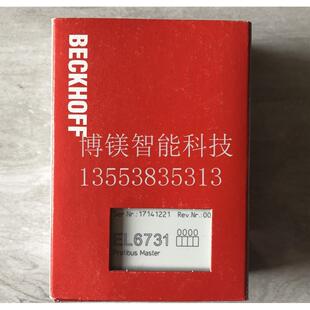 BECKHOFF
博镁智能科技
13553835313
Ser.Nr.:17141221 Rev.Nr.:00
EL6731
Profibus Master